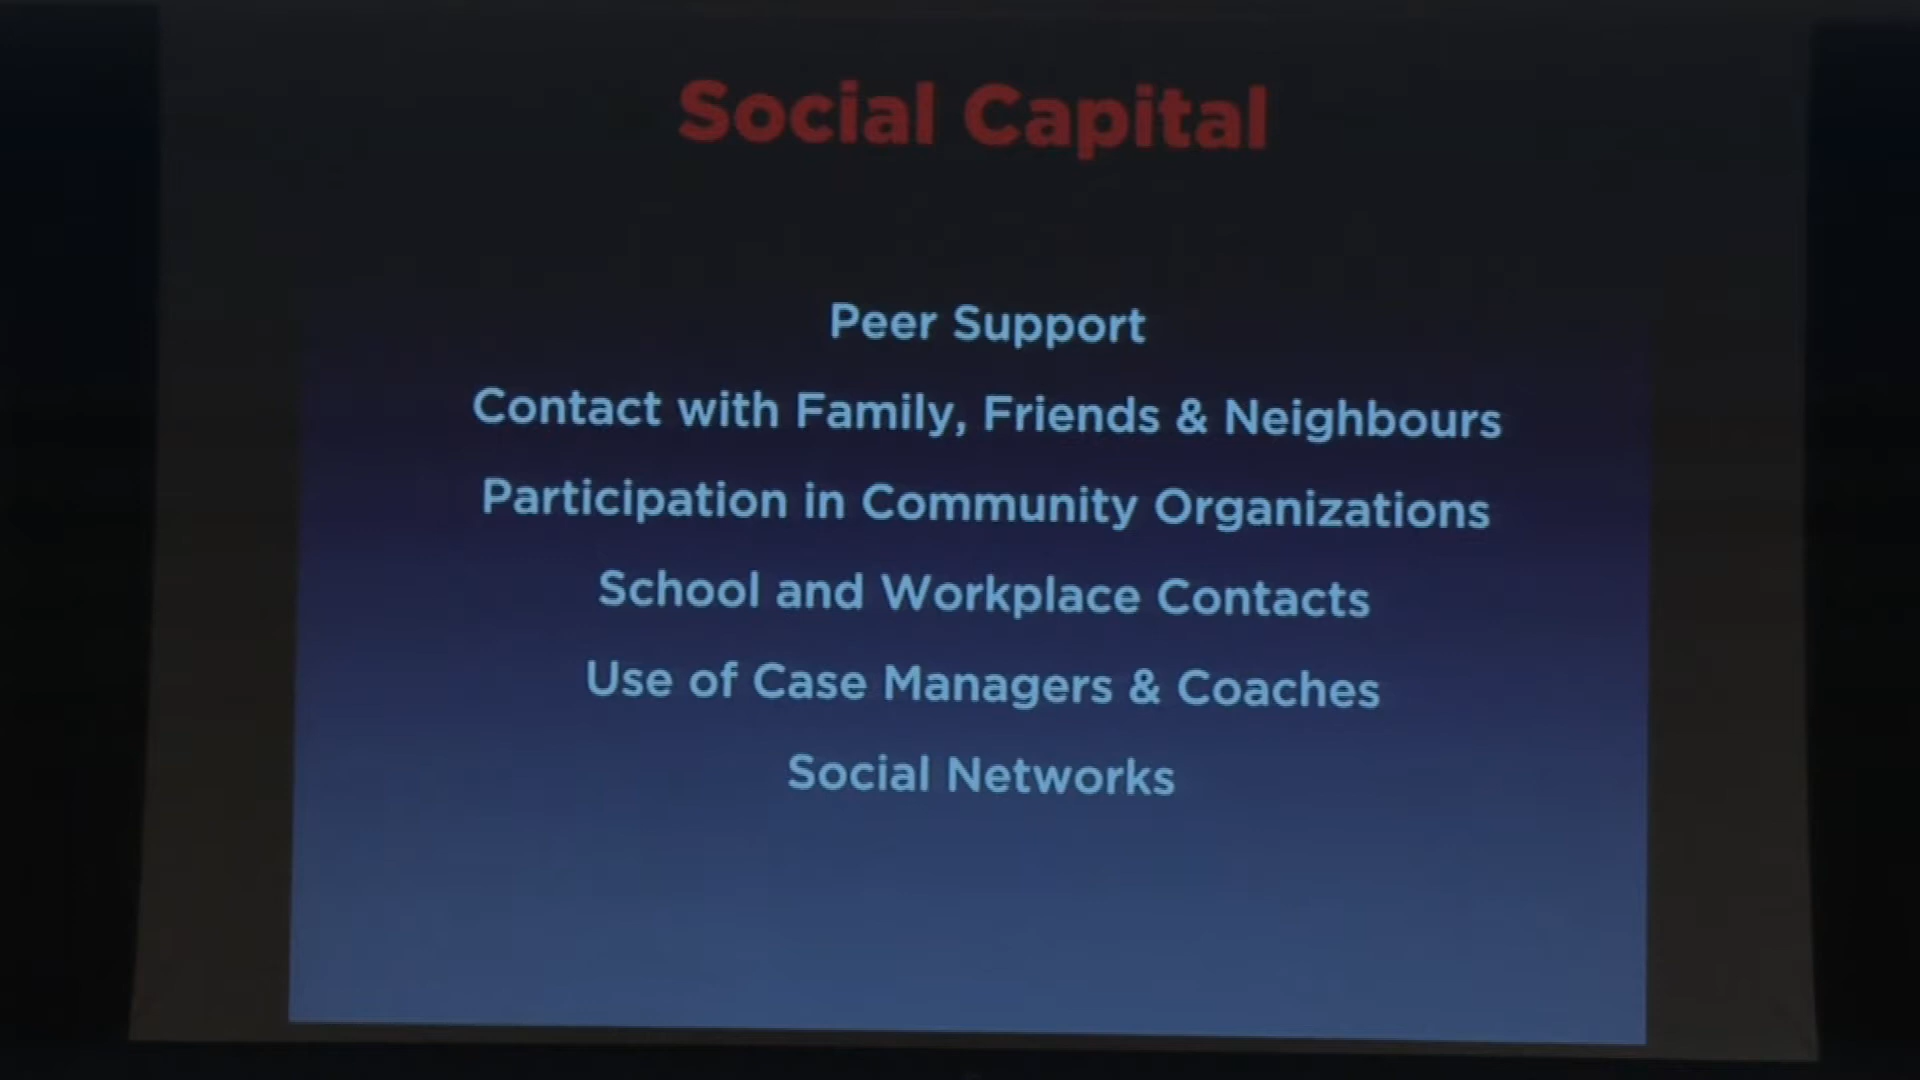 Social Capital
Peer Support
Contact with Family, Friends & Neighbours
Participation in Community Organizations
School and Workplace Contacts
Use of Case Managers & Coaches
Social Networks